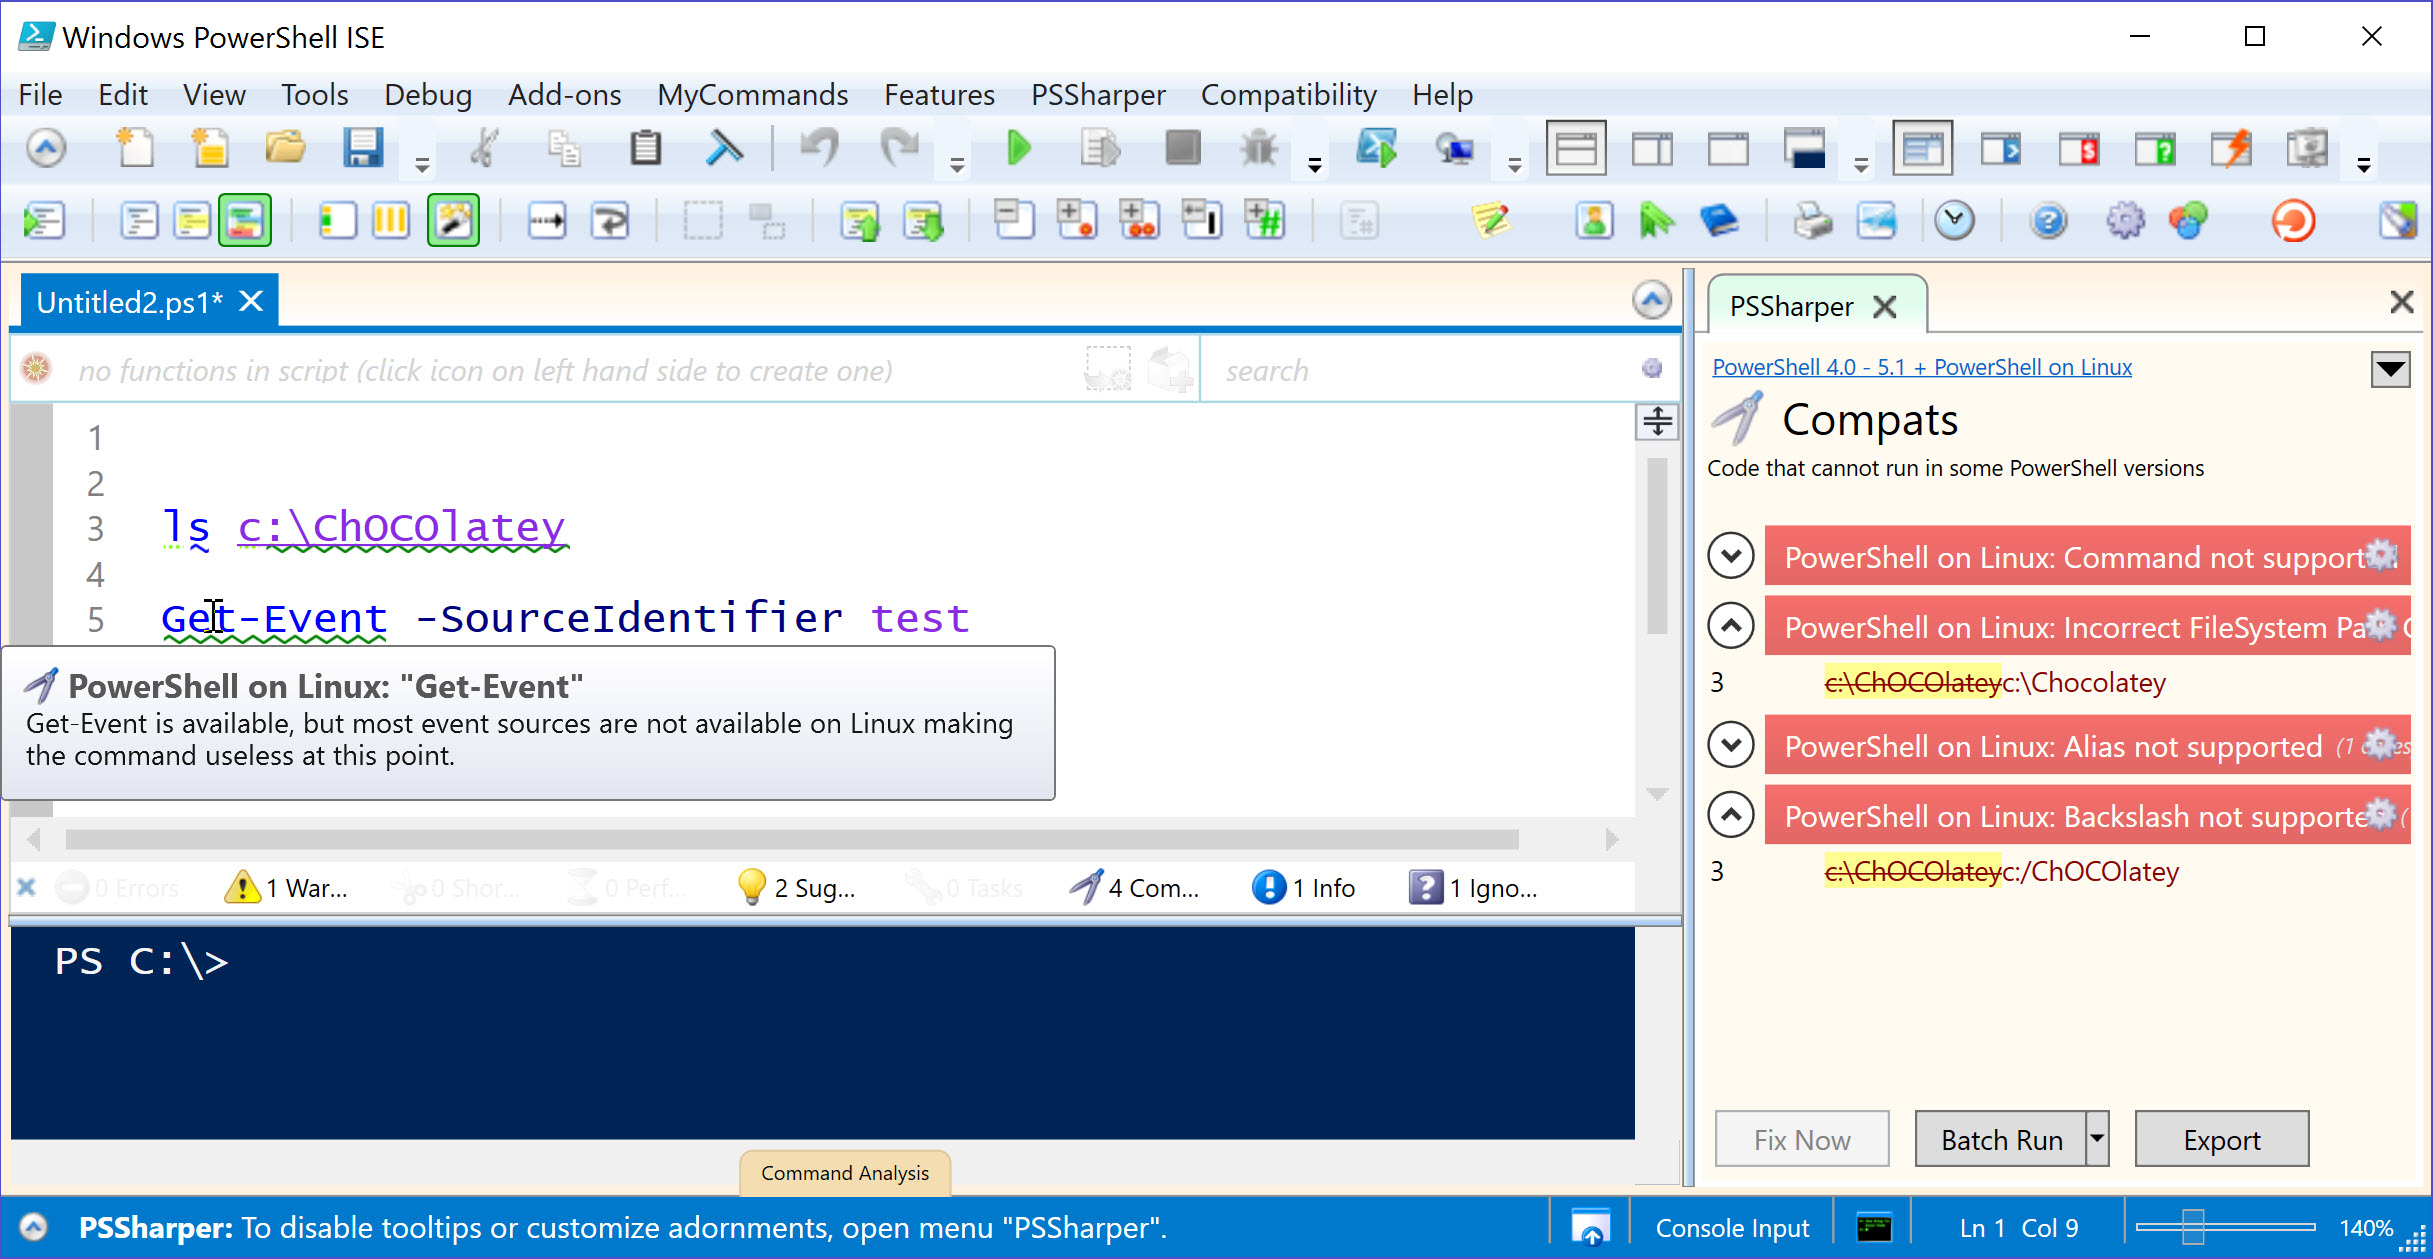 Windows PowerShell ISE
File Edit View Tools Debug Add-ons MyCommands Features PSSharper Compatibility Help
Untitled2.ps1*
no functions in script (click icon on left hand side to create one)
search
1
2
3 ls c:\ChOCOlatey
4
5 Get-Event -SourceIdentifier test
PowerShell on Linux: "Get-Event"
Get-Event is available, but most event sources are not available on Linux making
the command useless at this point.
0 Errors 1 War... 0 Shor... 0 Perf... 2 Sug... 0 Tasks 4 Com... 1 Info 1 Igno...
PS C:\>
Command Analysis
PSSharper
PowerShell 4.0 - 5.1 + PowerShell on Linux
Compats
Code that cannot run in some PowerShell versions
PowerShell on Linux: Command not support
PowerShell on Linux: Incorrect FileSystem Pa
3 c:\ChOCOlateyc:\Chocolatey
PowerShell on Linux: Alias not supported (1
PowerShell on Linux: Backslash not supporte
3 c:\ChOCOlateyc:/ChOCOlatey
Fix Now Batch Run Export
PSSharper: To disable tooltips or customize adornments, open menu "PSSharper".
Console Input Ln 1 Col 9 140%